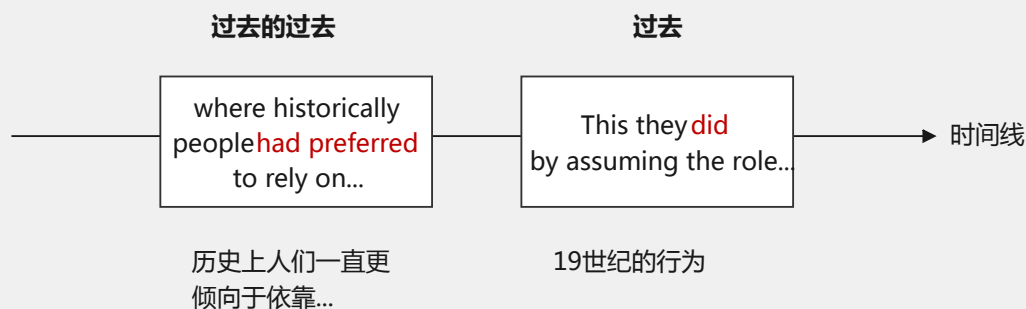 过去的过去
过去
where historically
people had preferred
to rely on...
This they did
by assuming the role...
时间线
历史上人们一直更
倾向于依靠...
19世纪的行为